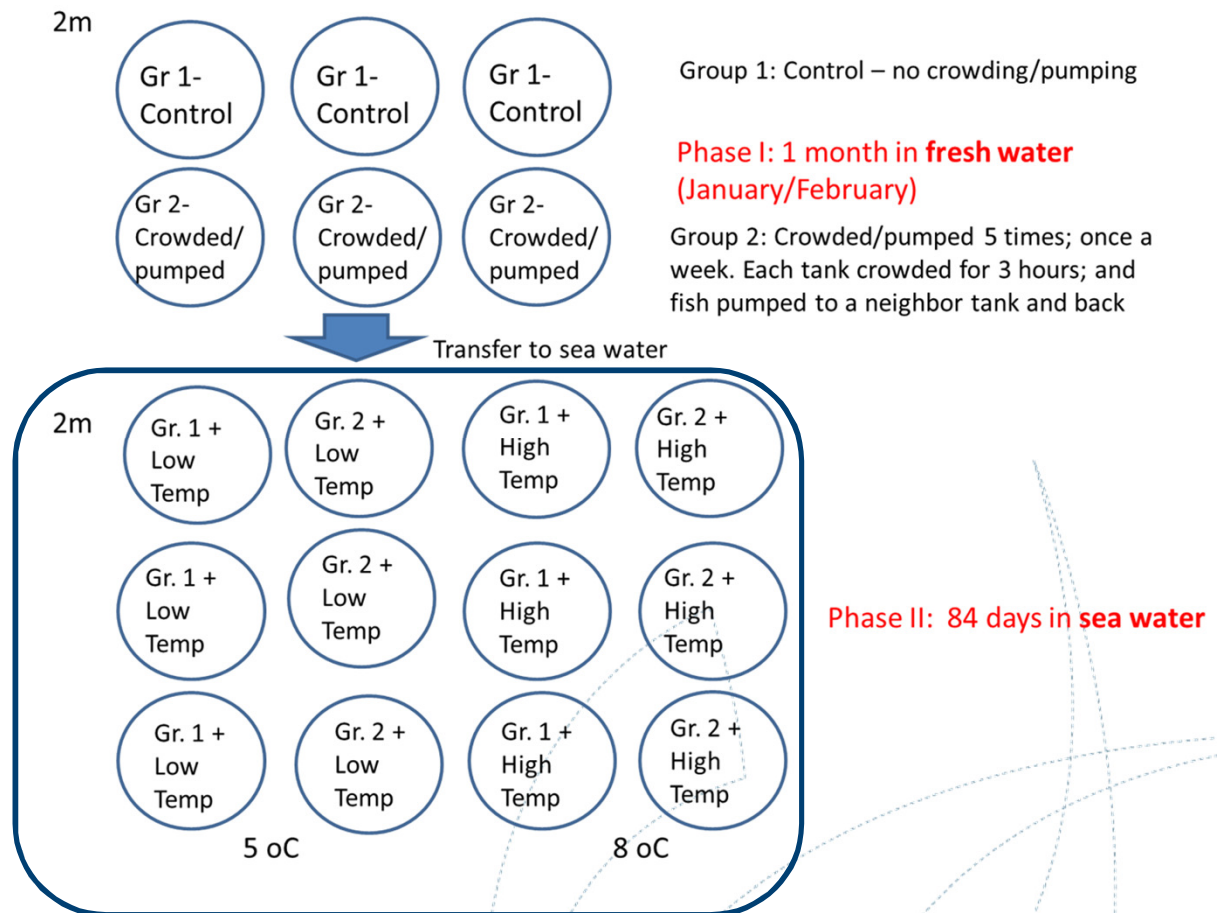 2m
Gr 1-
Control
Gr 1-
Control
Gr 1-
Control
Group 1: Control – no crowding/pumping
Phase I: 1 month in fresh water
(January/February)
Gr 2-
Crowded/
pumped
Gr 2-
Crowded/
pumped
Gr 2-
Crowded/
pumped
Group 2: Crowded/pumped 5 times; once a
week. Each tank crowded for 3 hours; and
fish pumped to a neighbor tank and back
Transfer to sea water
2m
Gr. 1 +
Low
Temp
Gr. 2 +
Low
Temp
Gr. 1 +
High
Temp
Gr. 2 +
High
Temp
Gr. 1 +
Low
Temp
Gr. 2 +
Low
Temp
Gr. 1 +
High
Temp
Gr. 2 +
High
Temp
Phase II:  84 days in sea water
Gr. 1 +
Low
Temp
Gr. 2 +
Low
Temp
Gr. 1 +
High
Temp
Gr. 2 +
High
Temp
5 oC
8 oC